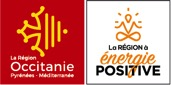 La Région
Occitanie
Pyrénées - Méditerranée
La RÉGION à
énergie
POSITIVE